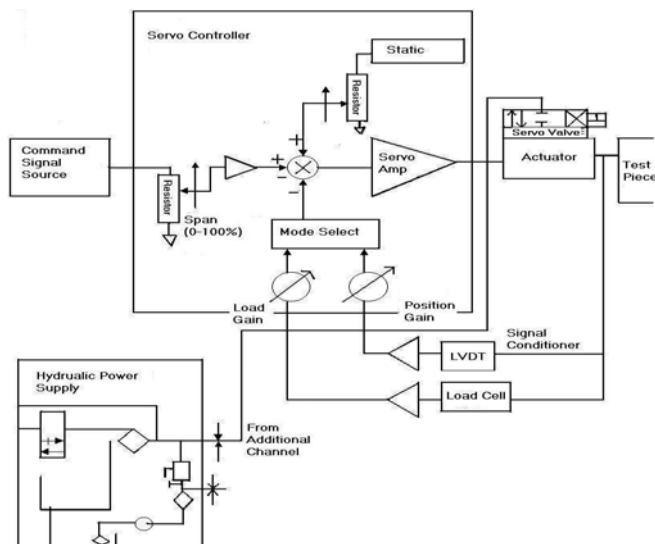 Servo Controller
Static
Resistor
Command
Signal
Source
Resistor
Span
(0-100%)
Servo
Amp
Servo Valve
Actuator
Test
Piece
Mode Select
Load
Gain
Position
Gain
Signal
Conditioner
LVDT
Load Cell
Hydrualic Power
Supply
From
Additional
Channel